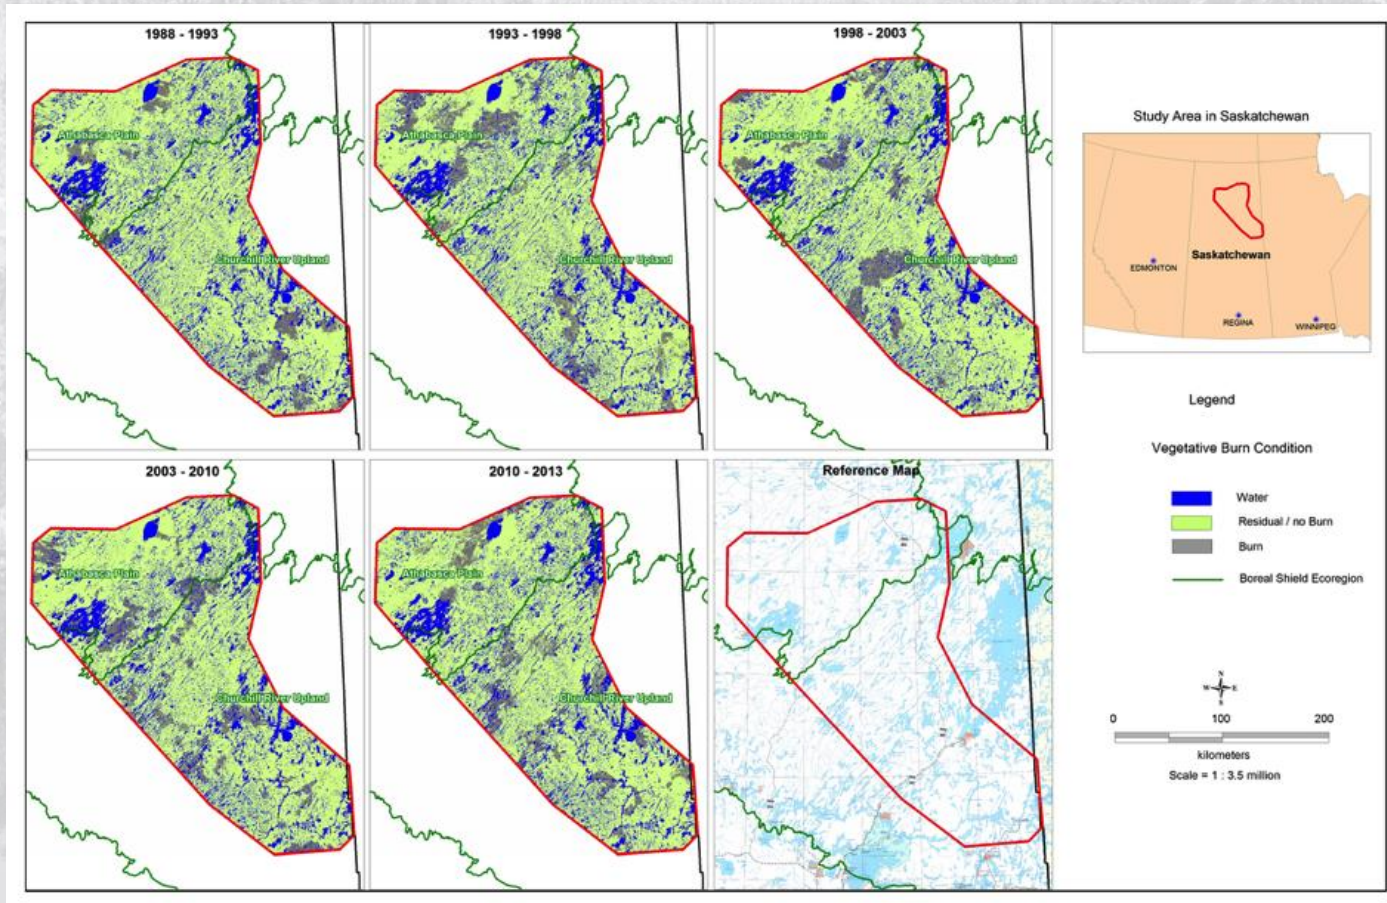 1988 - 1993
1993 - 1998
1998 - 2003
Athabasca Plain
Athabasca Plain
Athabasca Plain
Churchill River Upland
Churchill River Upland
Churchill River Upland
2003 - 2010
2010 - 2013
Reference Map
Athabasca Plain
Athabasca Plain
Churchill River Upland
Churchill River Upland
Study Area in Saskatchewan
Saskatchewan
EDMONTON
REGINA
WINNIPEG
Legend
Vegetative Burn Condition
Water
Residual / no Burn
Burn
Boreal Shield Ecoregion
N
W E
S
0 100 200
kilometers
Scale = 1 : 3.5 million